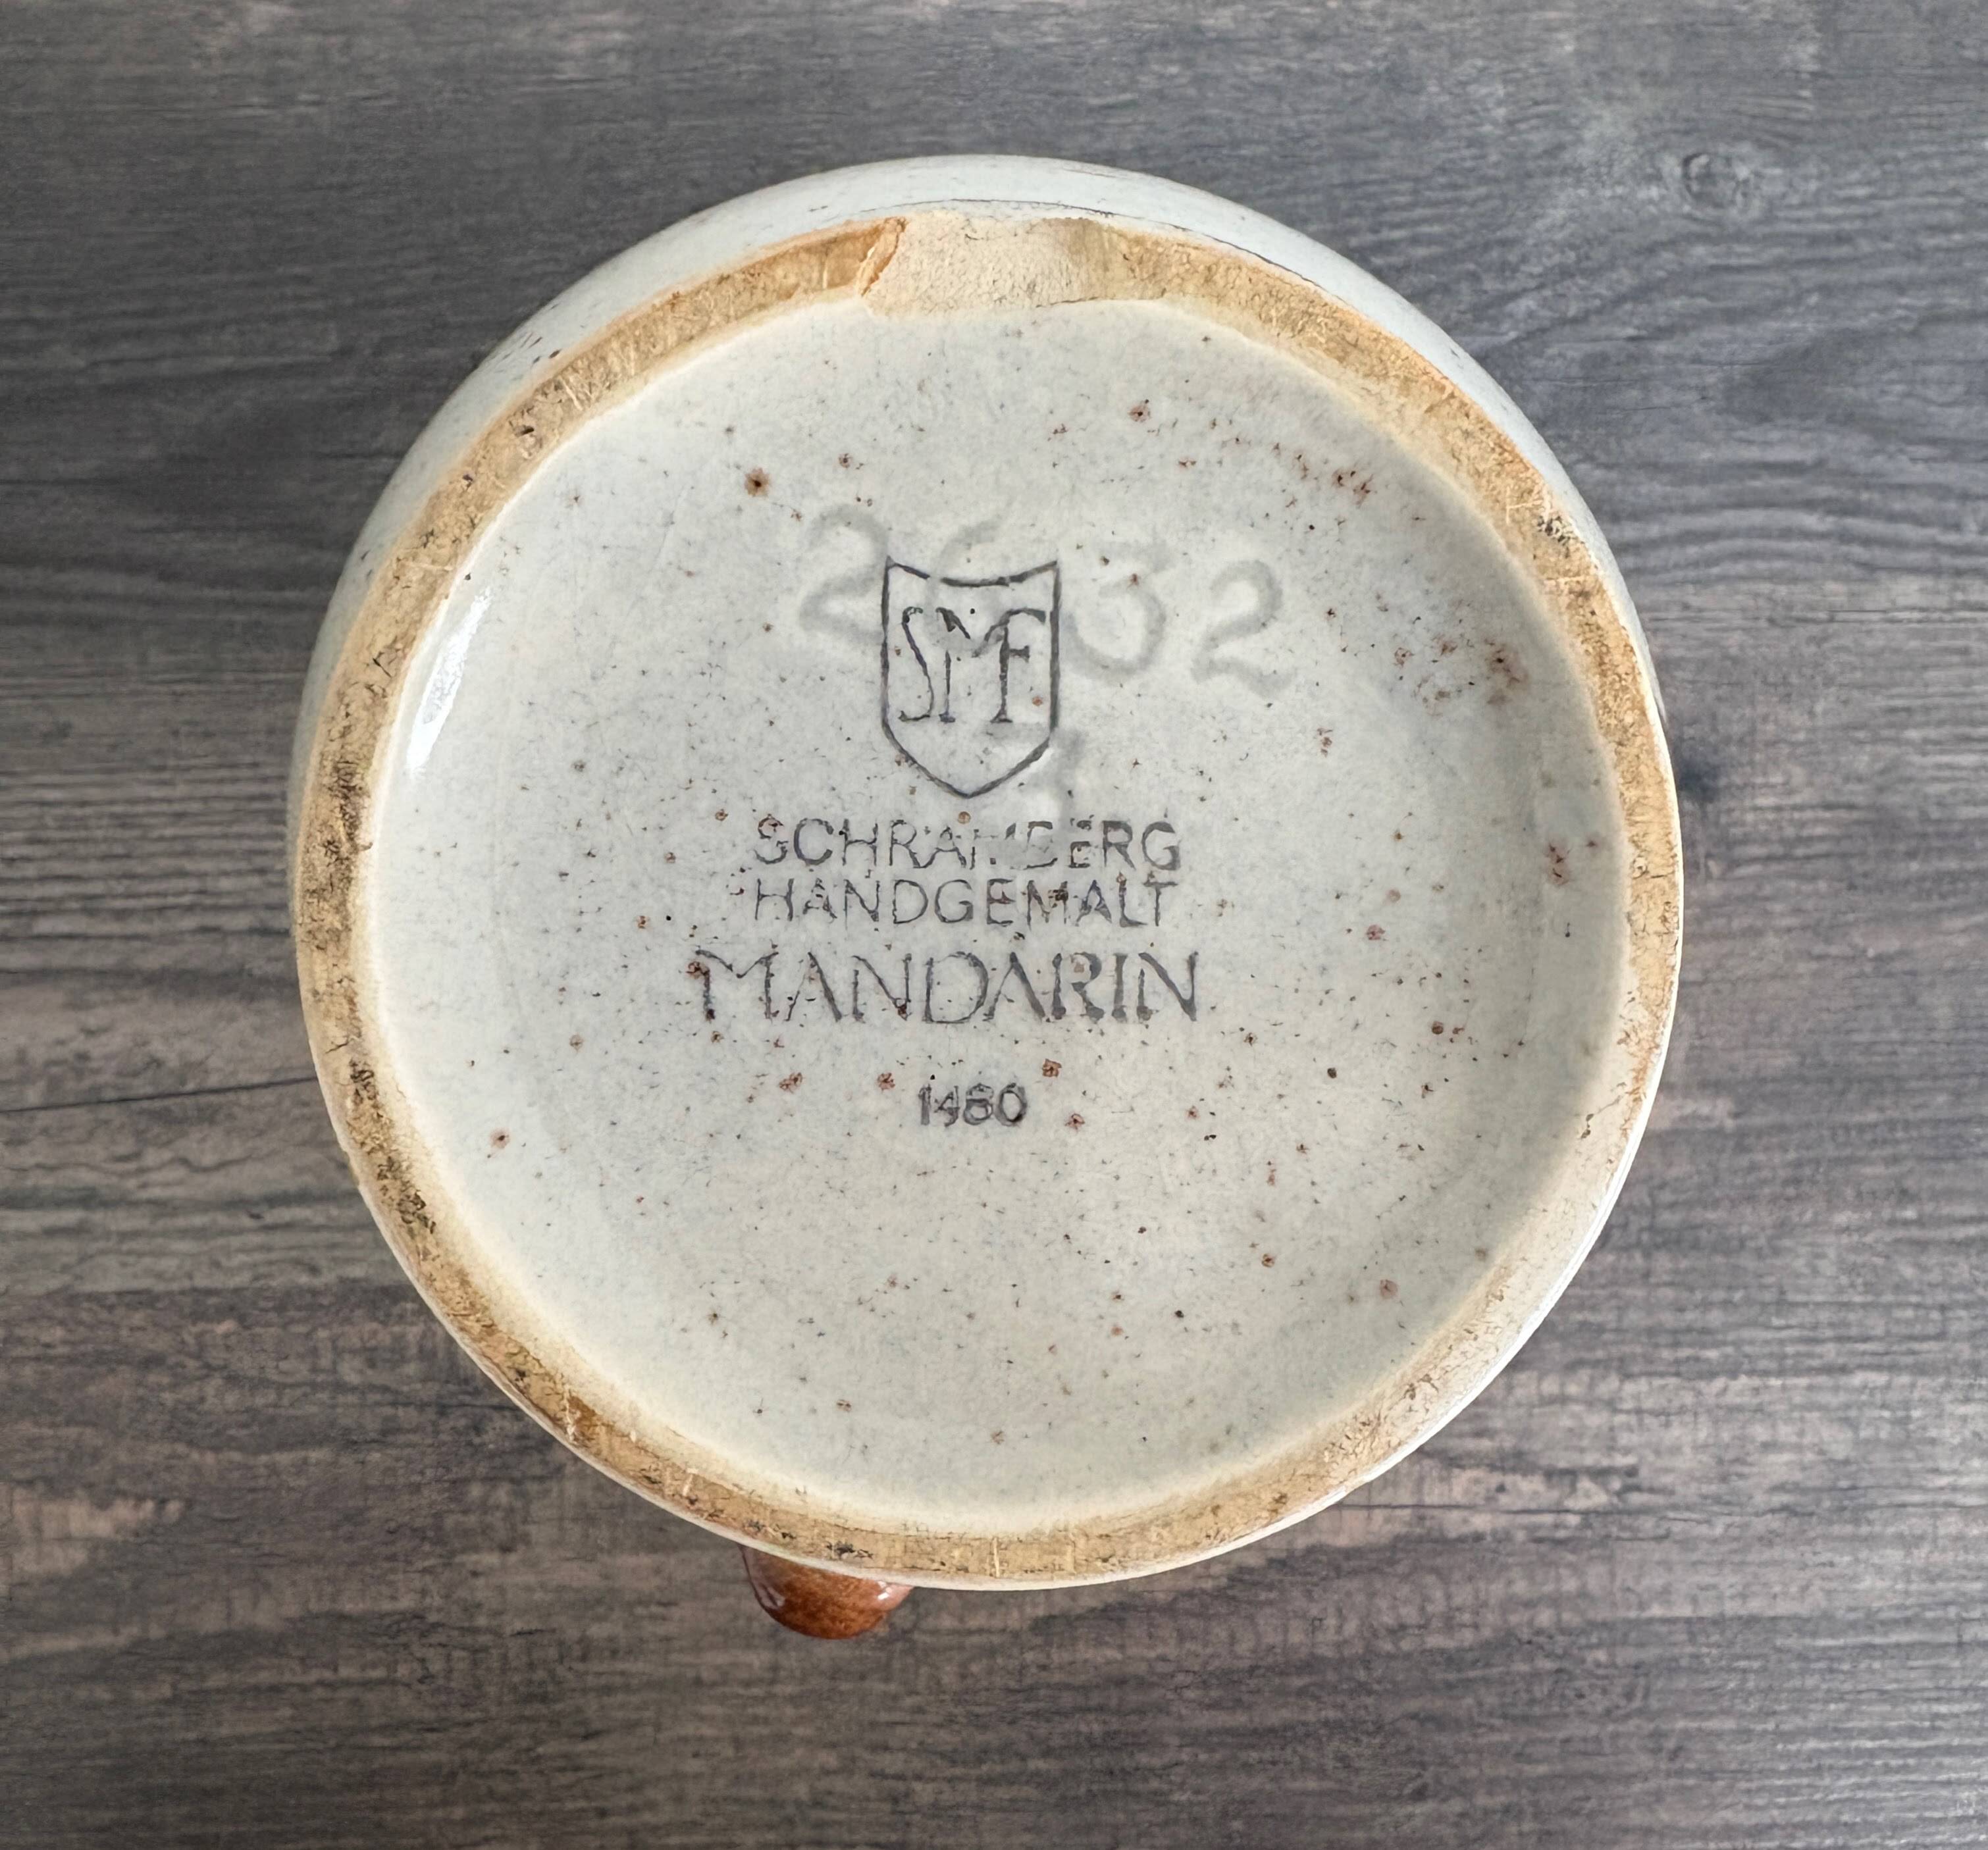 2632
SMF
SCHRAMBERG
HANDGEMALT
MANDARIN
1480